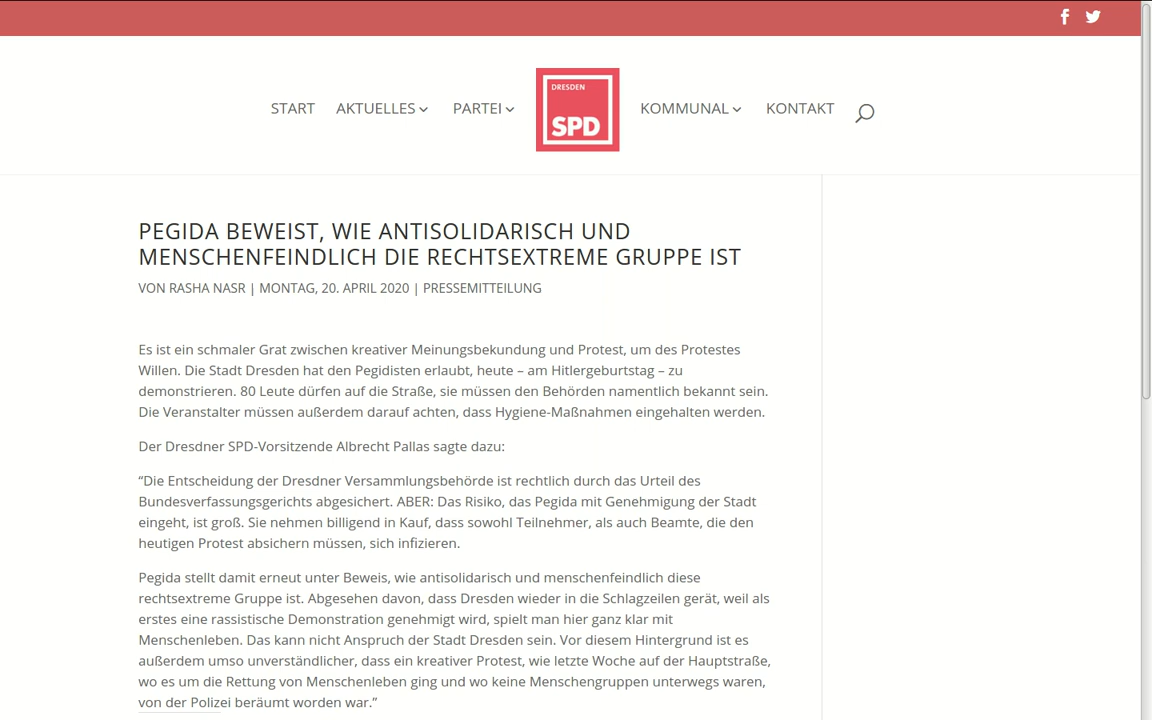 START AKTUELLES PARTEI DRESDEN SPD KOMMUNAL KONTAKT
PEGIDA BEWEIST, WIE ANTISOLIDARISCH UND
MENSCHENFEINDLICH DIE RECHTSEXTREME GRUPPE IST
VON RASHA NASR | MONTAG, 20. APRIL 2020 | PRESSEMITTEILUNG
Es ist ein schmaler Grat zwischen kreativer Meinungsbekundung und Protest, um des Protestes
Willen. Die Stadt Dresden hat den Pegidisten erlaubt, heute – am Hitlergeburtstag – zu
demonstrieren. 80 Leute dürfen auf die Straße, sie müssen den Behörden namentlich bekannt sein.
Die Veranstalter müssen außerdem darauf achten, dass Hygiene-Maßnahmen eingehalten werden.
Der Dresdner SPD-Vorsitzende Albrecht Pallas sagte dazu:
“Die Entscheidung der Dresdner Versammlungsbehörde ist rechtlich durch das Urteil des
Bundesverfassungsgerichts abgesichert. ABER: Das Risiko, das Pegida mit Genehmigung der Stadt
eingeht, ist groß. Sie nehmen billigend in Kauf, dass sowohl Teilnehmer, als auch Beamte, die den
heutigen Protest absichern müssen, sich infizieren.
Pegida stellt damit erneut unter Beweis, wie antisolidarisch und menschenfeindlich diese
rechtsextreme Gruppe ist. Abgesehen davon, dass Dresden wieder in die Schlagzeilen gerät, weil als
erstes eine rassistische Demonstration genehmigt wird, spielt man hier ganz klar mit
Menschenleben. Das kann nicht Anspruch der Stadt Dresden sein. Vor diesem Hintergrund ist es
außerdem umso unverständlicher, dass ein kreativer Protest, wie letzte Woche auf der Hauptstraße,
wo es um die Rettung von Menschenleben ging und wo keine Menschengruppen unterwegs waren,
von der Polizei beräumt worden war.”